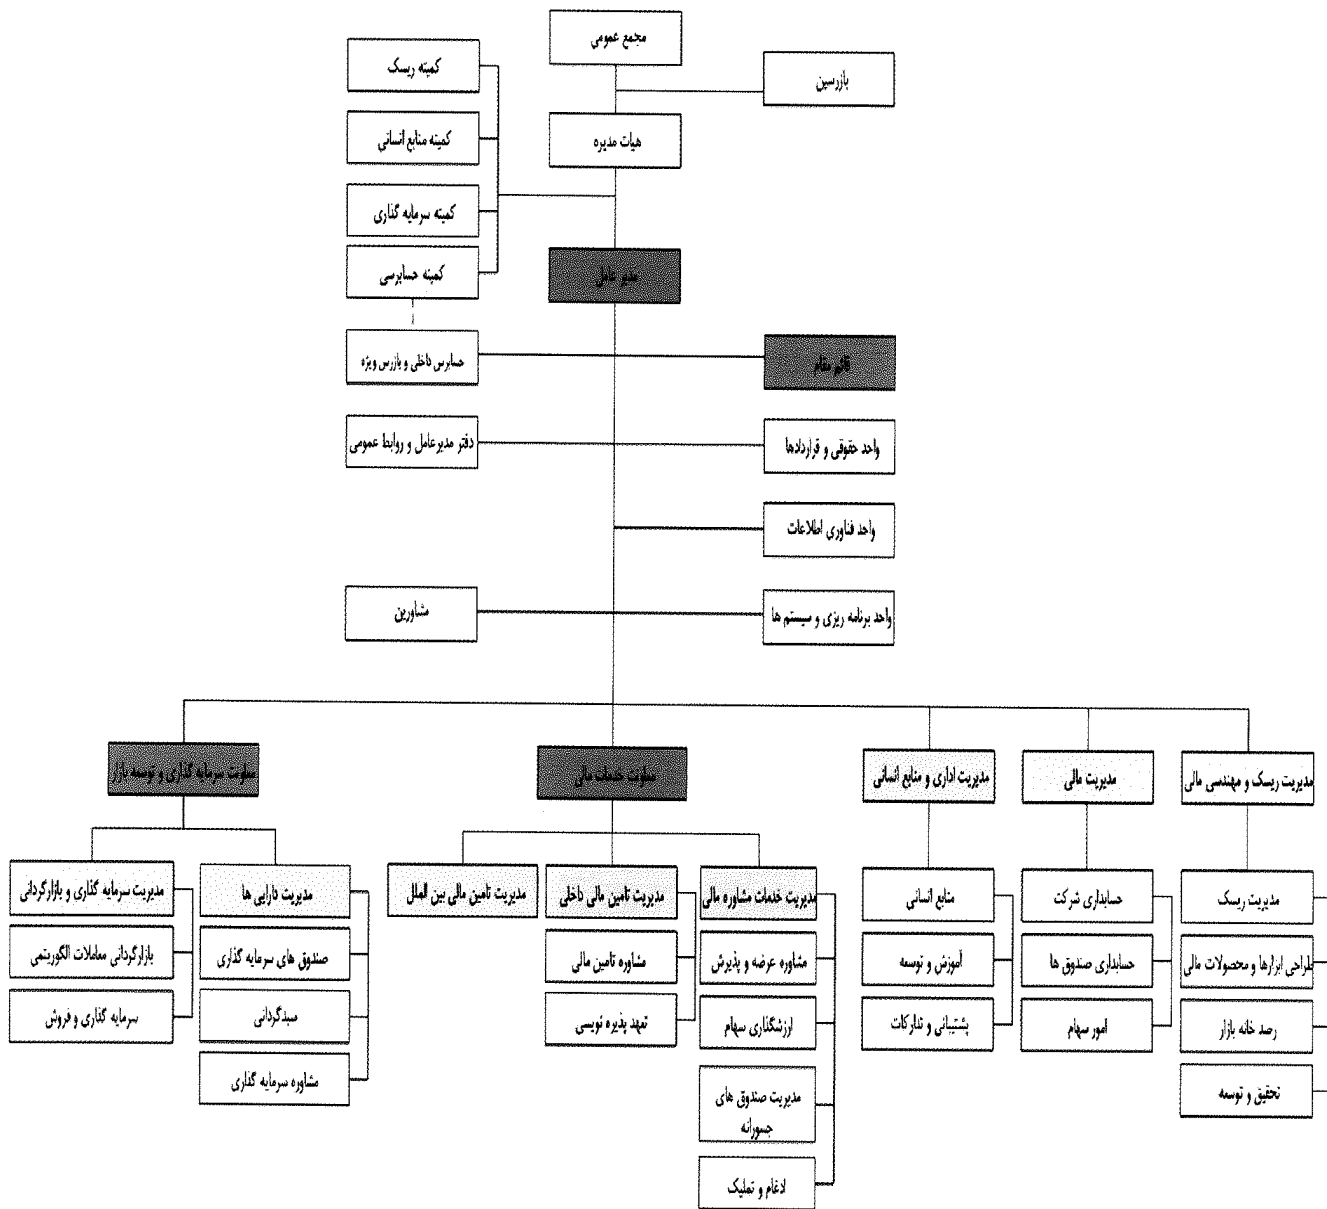 مجمع عمومی
بازرسین
هیات مدیره
کمیته ریسک
کمیته منابع انسانی
کمیته سرمایه گذاری
کمیته حسابرسی
مدیر عامل
حسابرس داخلی و بازرس ویژه
قائم مقام
دفتر مدیرعامل و روابط عمومی
واحد حقوقی و قراردادها
واحد فناوری اطلاعات
مشاورین
واحد برنامه ریزی و سیستم ها
مدیریت ریسک و مهندسی مالی
مدیریت مالی
مدیریت اداری و منابع انسانی
معاونت خدمات مالی
معاونت سرمایه گذاری و توسعه بازار
مدیریت ریسک
طراحی ابزارها و محصولات مالی
رصد خانه بازار
تحقیق و توسعه
حسابداری شرکت
حسابداری صندوق ها
امور سهام
منابع انسانی
آموزش و توسعه
پشتیبانی و تدارکات
مدیریت خدمات مشاوره مالی
مشاوره عرضه و پذیرش
ارزشگذاری سهام
مدیریت صندوق های
جسورانه
ادغام و تملیک
مدیریت تامین مالی داخلی
مشاوره تامین مالی
تعهد پذیره نویسی
مدیریت تامین مالی بین الملل
مدیریت دارایی ها
صندوق های سرمایه گذاری
سبدگردانی
مشاوره سرمایه گذاری
مدیریت سرمایه گذاری و بازارگردانی
بازارگردانی معاملات الگوریتمی
سرمایه گذاری و فروش